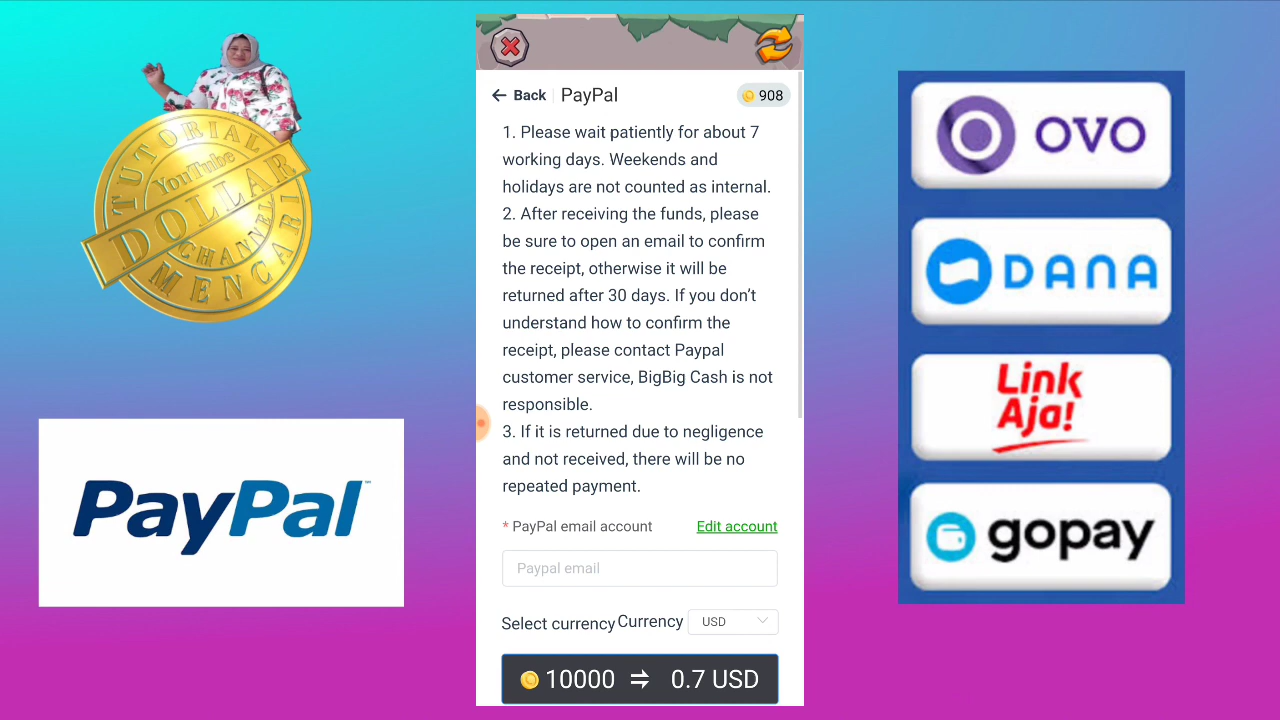 TUTORIAL
YouTube
DOLLAR
CHANNEL
MENCARI
PayPal™
Back
PayPal
908
1. Please wait patiently for about 7
working days. Weekends and
holidays are not counted as internal.
2. After receiving the funds, please
be sure to open an email to confirm
the receipt, otherwise it will be
returned after 30 days. If you don’t
understand how to confirm the
receipt, please contact Paypal
customer service, BigBig Cash is not
responsible.
3. If it is returned due to negligence
and not received, there will be no
repeated payment.
* PayPal email account
Edit account
Paypal email
Select currency Currency USD
10000 ⇉ 0.7 USD
OVO
DANA
Link
Aja!
gopay